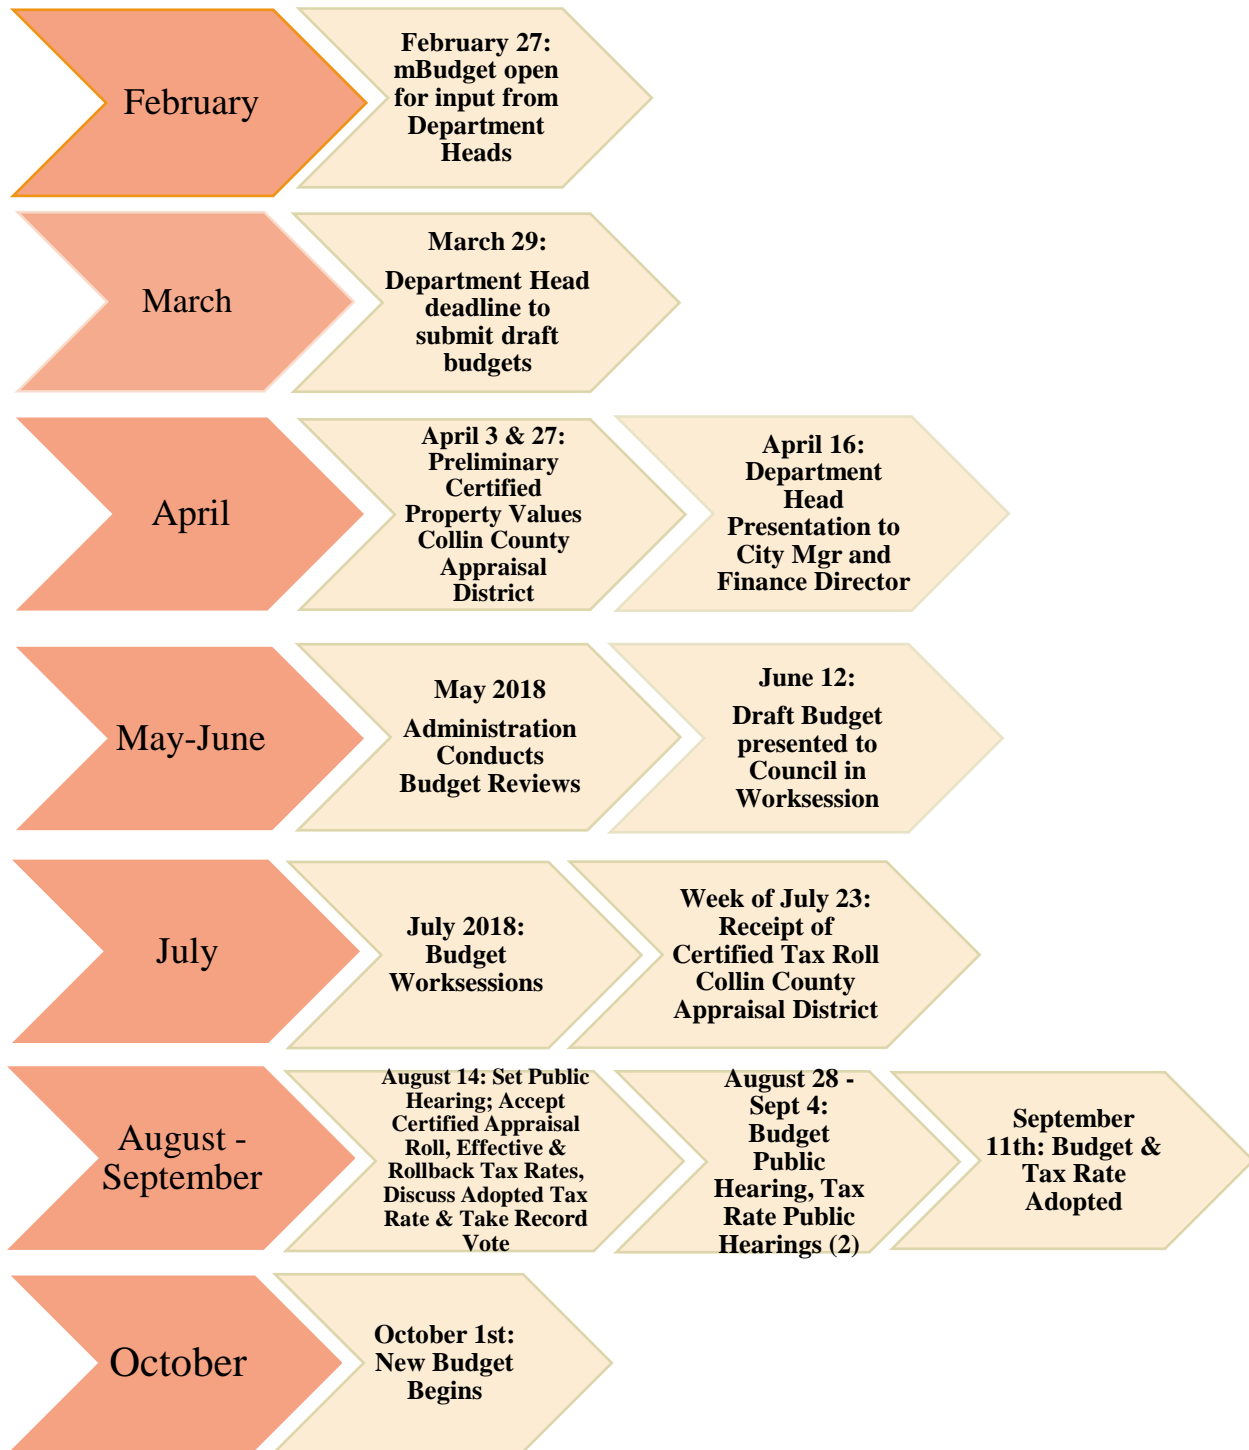 February
February 27:
mBudget open
for input from
Department
Heads
March
March 29:
Department Head
deadline to
submit draft
budgets
April
April 3 & 27:
Preliminary
Certified
Property Values
Collin County
Appraisal
District
April 16:
Department
Head
Presentation to
City Mgr and
Finance Director
May-June
May 2018
Administration
Conducts
Budget Reviews
June 12:
Draft Budget
presented to
Council in
Worksession
July
July 2018:
Budget
Worksessions
Week of July 23:
Receipt of
Certified Tax Roll
Collin County
Appraisal District
August -
September
August 14: Set Public
Hearing; Accept
Certified Appraisal
Roll, Effective &
Rollback Tax Rates,
Discuss Adopted Tax
Rate & Take Record
Vote
August 28 -
Sept 4:
Budget
Public
Hearing, Tax
Rate Public
Hearings (2)
September
11th: Budget &
Tax Rate
Adopted
October
October 1st:
New Budget
Begins